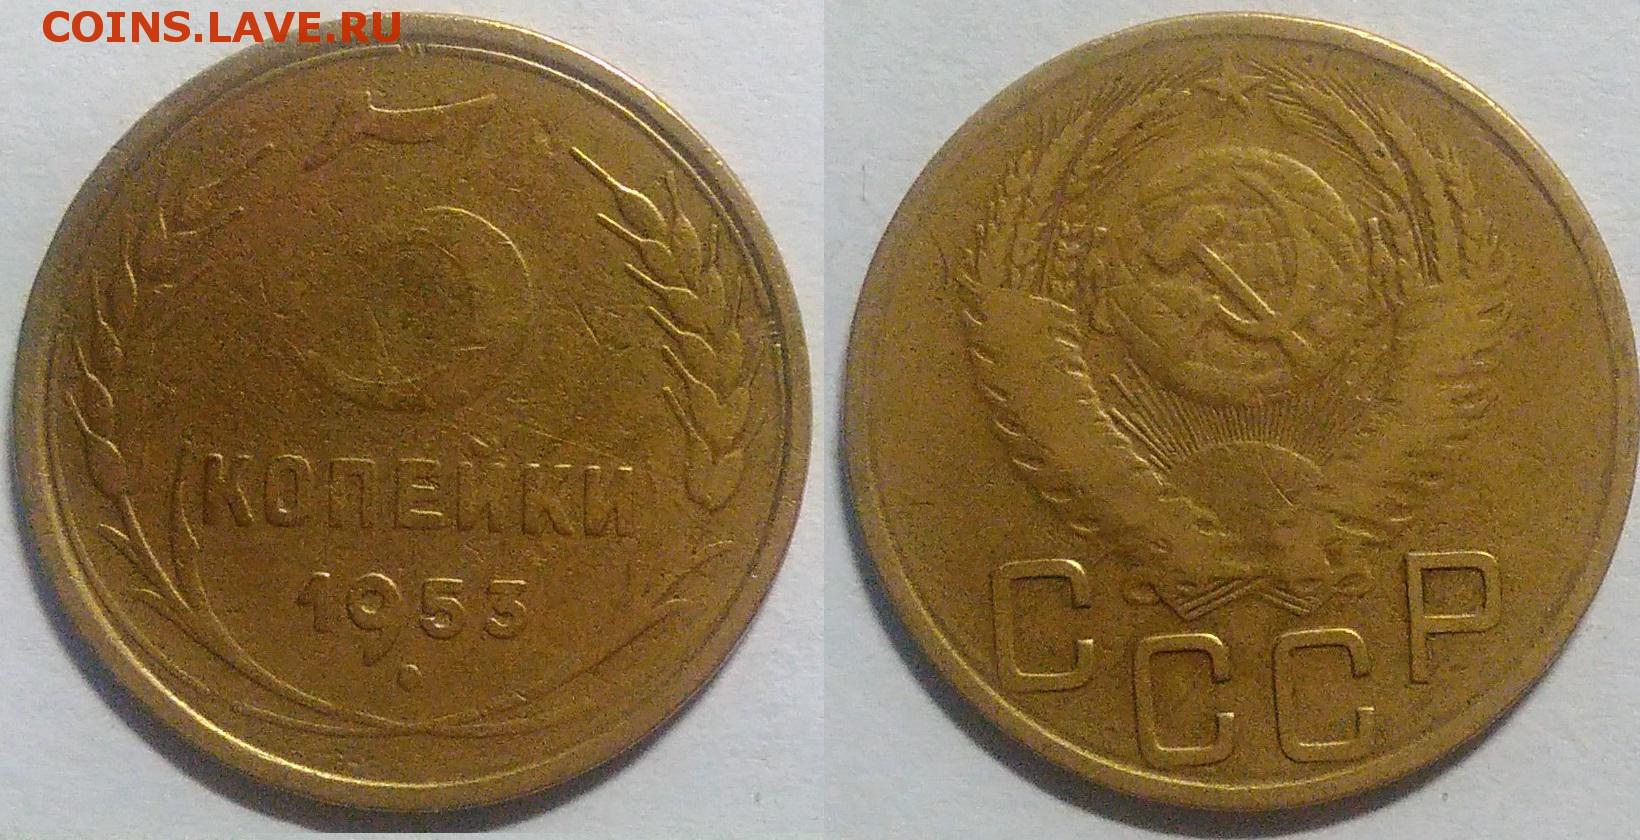 COINS.LAVE.RU
КОПЕЙКИ
1953
СССР